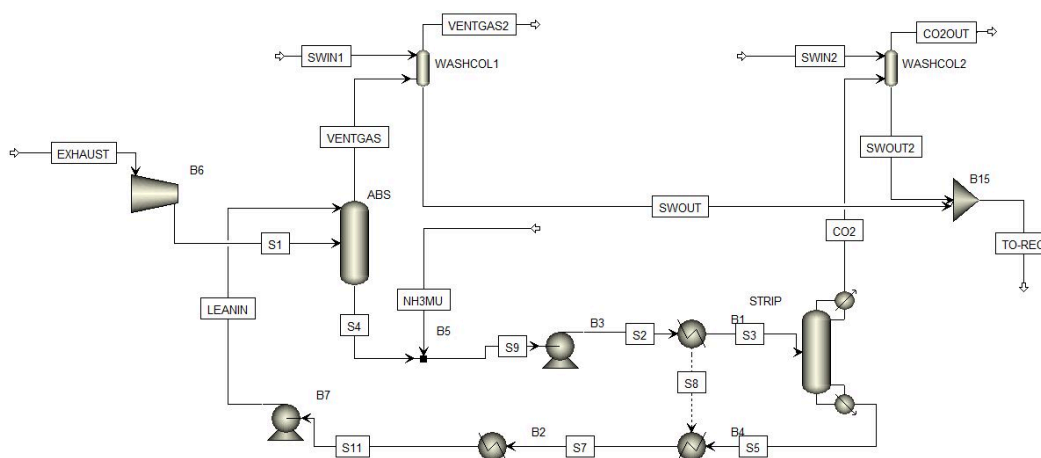 VENTGAS2
CO2OUT
SWIN1
SWIN2
WASHCOL1
WASHCOL2
VENTGAS
SWOUT2
EXHAUST
B6
B15
ABS
SWOUT
CO2
S1
TO-REC
LEANIN
NH3MU
STRIP
S4
B5
B3
S2
B1
S3
S9
S8
B7
B2
B4
S11
S7
S5